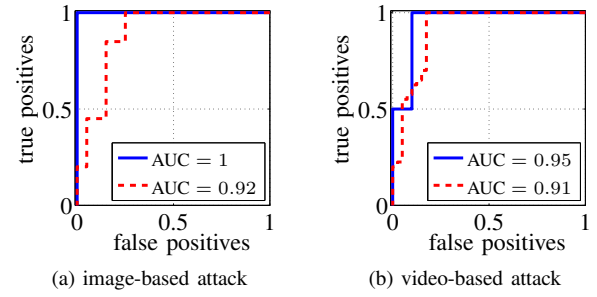 1
0.5
0
true positives
AUC = 1
AUC = 0.92
0
0.5
1
false positives
(a) image-based attack
1
0.5
0
true positives
AUC = 0.95
AUC = 0.91
0
0.5
1
false positives
(b) video-based attack